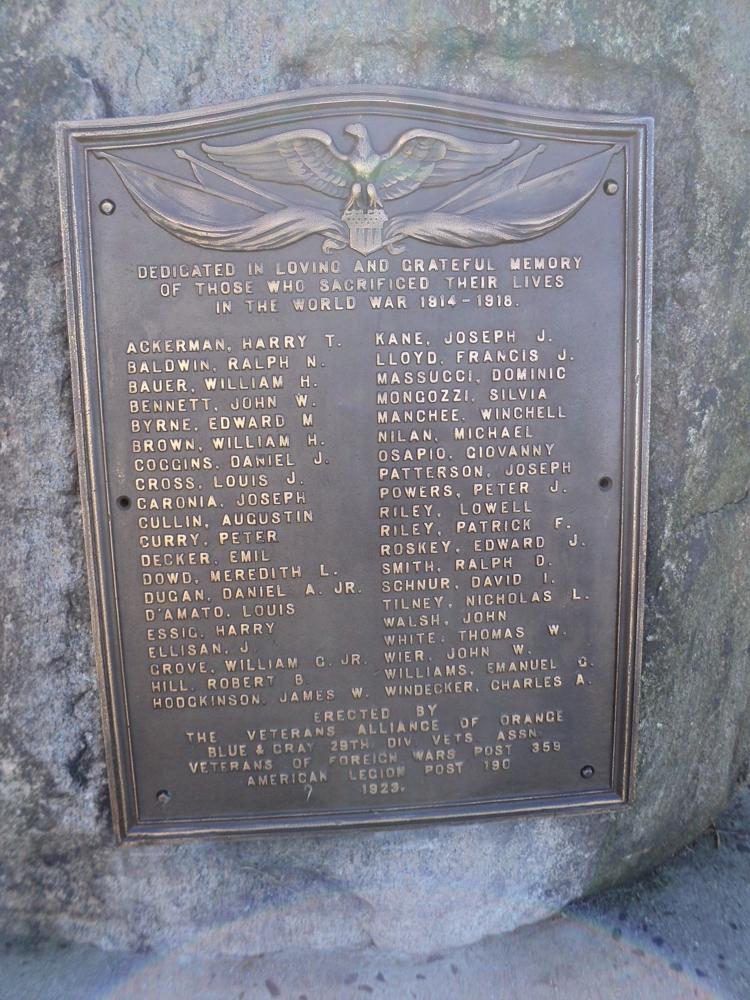 DEDICATED IN LOVING AND GRATEFUL MEMORY
OF THOSE WHO SACRIFICED THEIR LIVES
IN THE WORLD WAR 1914-1918.
ACKERMAN, HARRY T.
BALDWIN, RALPH N.
BAUER, WILLIAM H.
BENNETT, JOHN W.
BYRNE, EDWARD M
BROWN, WILLIAM H.
COGGINS, DANIEL J.
CROSS, LOUIS J.
CARONIA, JOSEPH
CULLIN, AUGUSTIN
CURRY, PETER
DECKER, EMIL
DOWD, MEREDITH L.
DUGAN, DANIEL A. JR.
D'AMATO, LOUIS
ESSIG, HARRY
ELLISAN, J
GROVE, WILLIAM C. JR.
HILL, ROBERT B.
HODGKINSON, JAMES W.
KANE, JOSEPH J.
LLOYD, FRANCIS J.
MASSUCCI, DOMINIC
MONGOZZI, SILVIA
MANCHEE, WINCHELL
NILAN, MICHAEL
OSAPIO, GIOVANNY
PATTERSON, JOSEPH
POWERS, PETER J.
RILEY, LOWELL
RILEY, PATRICK F.
ROSKEY, EDWARD J.
SMITH, RALPH D.
SCHNUR, DAVID I.
TILNEY, NICHOLAS L.
WALSH, JOHN
WHITE, THOMAS W.
WIER, JOHN W.
WILLIAMS, EMANUEL G.
WINDECKER, CHARLES A.
ERECTED BY
THE VETERANS ALLIANCE OF ORANGE
BLUE & GRAY 29TH. DIV. VETS ASSN.
VETERANS OF FOREIGN WARS POST 359
AMERICAN LEGION POST 190
1923.